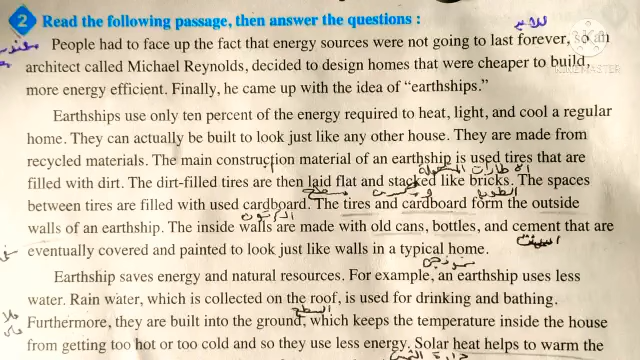 2 Read the following passage, then answer the questions :
للأبد
People had to face up the fact that energy sources were not going to last forever, so an
مهندس
architect called Michael Reynolds, decided to design homes that were cheaper to build,
KINEMASTER
more energy efficient. Finally, he came up with the idea of “earthships.”
Earthships use only ten percent of the energy required to heat, light, and cool a regular
home. They can actually be built to look just like any other house. They are made from
recycled materials. The main construction material of an earthship is used tires that are
الاطارات المستعملة
filled with dirt. The dirt-filled tires are then laid flat and stacked like bricks. The spaces
الطوب
between tires are filled with used cardboard. The tires and cardboard form the outside
الكرتون
walls of an earthship. The inside walls are made with old cans, bottles, and cement that are
الاسمنت
eventually covered and painted to look just like walls in a typical home.
نموذجى
Earthship saves energy and natural resources. For example, an earthship uses less
water. Rain water, which is collected on the roof, is used for drinking and bathing.
السطح
Furthermore, they are built into the ground, which keeps the temperature inside the house
from getting too hot or too cold and so they use less energy. Solar heat helps to warm the